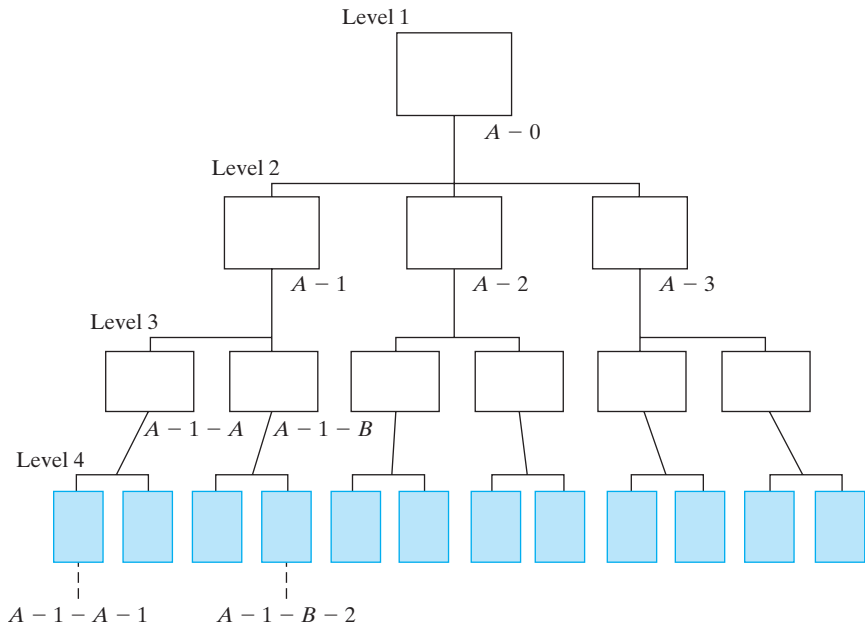 Level 1
A − 0
Level 2
A − 1
A − 2
A − 3
Level 3
A − 1 − A
A − 1 − B
Level 4
A − 1 − A − 1
A − 1 − B − 2